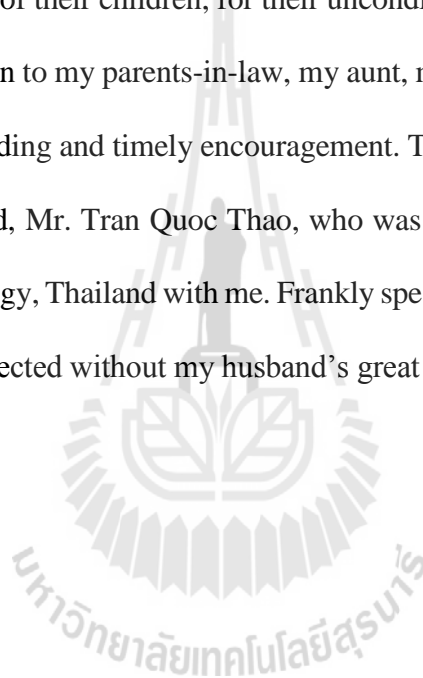 of their children, for their uncondi
n to my parents-in-law, my aunt, 
ding and timely encouragement. T
d, Mr. Tran Quoc Thao, who was
gy, Thailand with me. Frankly spe
ected without my husband’s great
มหาวิทยาลัยเทคโนโลยีสุรนารี